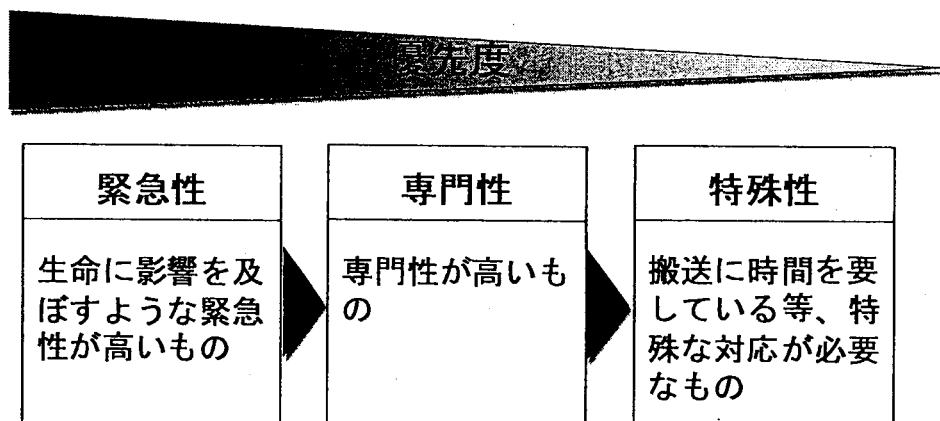 優先度
緊急性
生命に影響を及
ぼすような緊急
性が高いもの
専門性
専門性が高いも
の
特殊性
搬送に時間を要
している等、特
殊な対応が必要
なもの